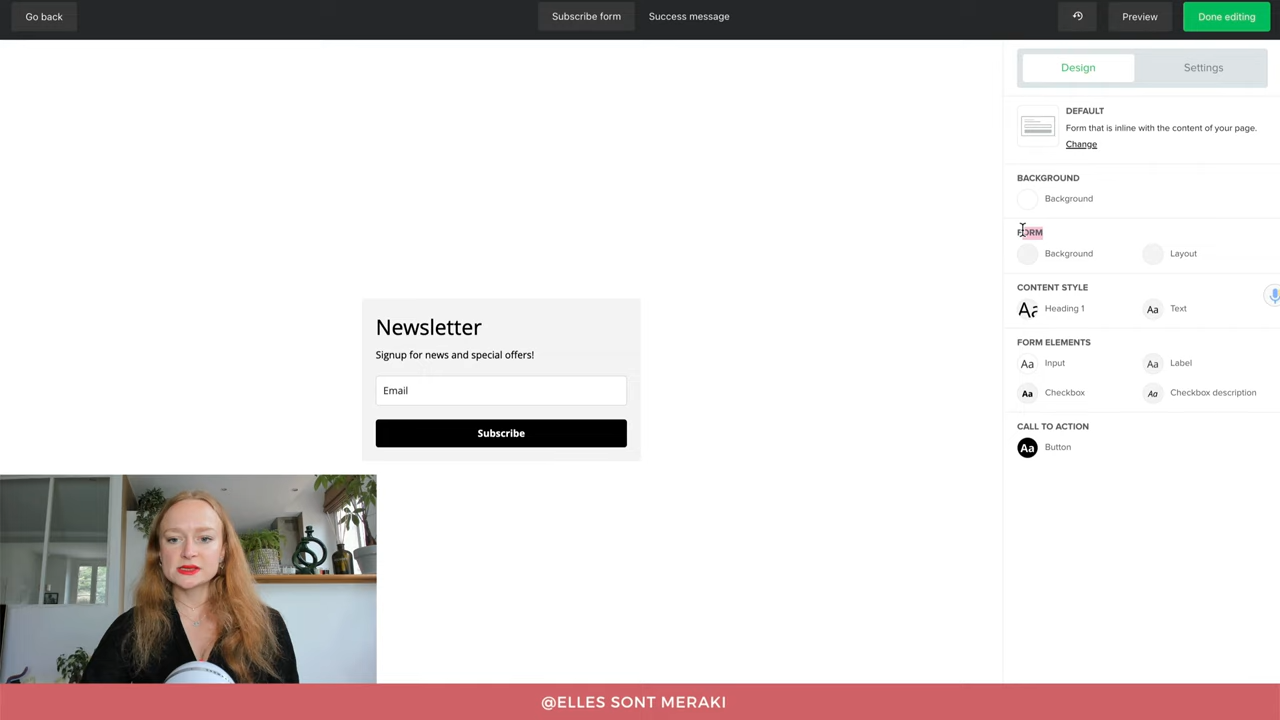 Go back
Subscribe form
Success message
Preview
Done editing
Design
Settings
DEFAULT
Form that is inline with the content of your page.
Change
BACKGROUND
Background
FORM
Background
Layout
CONTENT STYLE
Aa
Heading 1
Aa
Text
FORM ELEMENTS
Aa
Input
Aa
Label
Aa
Checkbox
Aa
Checkbox description
CALL TO ACTION
Aa
Button
Newsletter
Signup for news and special offers!
Email
Subscribe
@ELLES SONT MERAKI